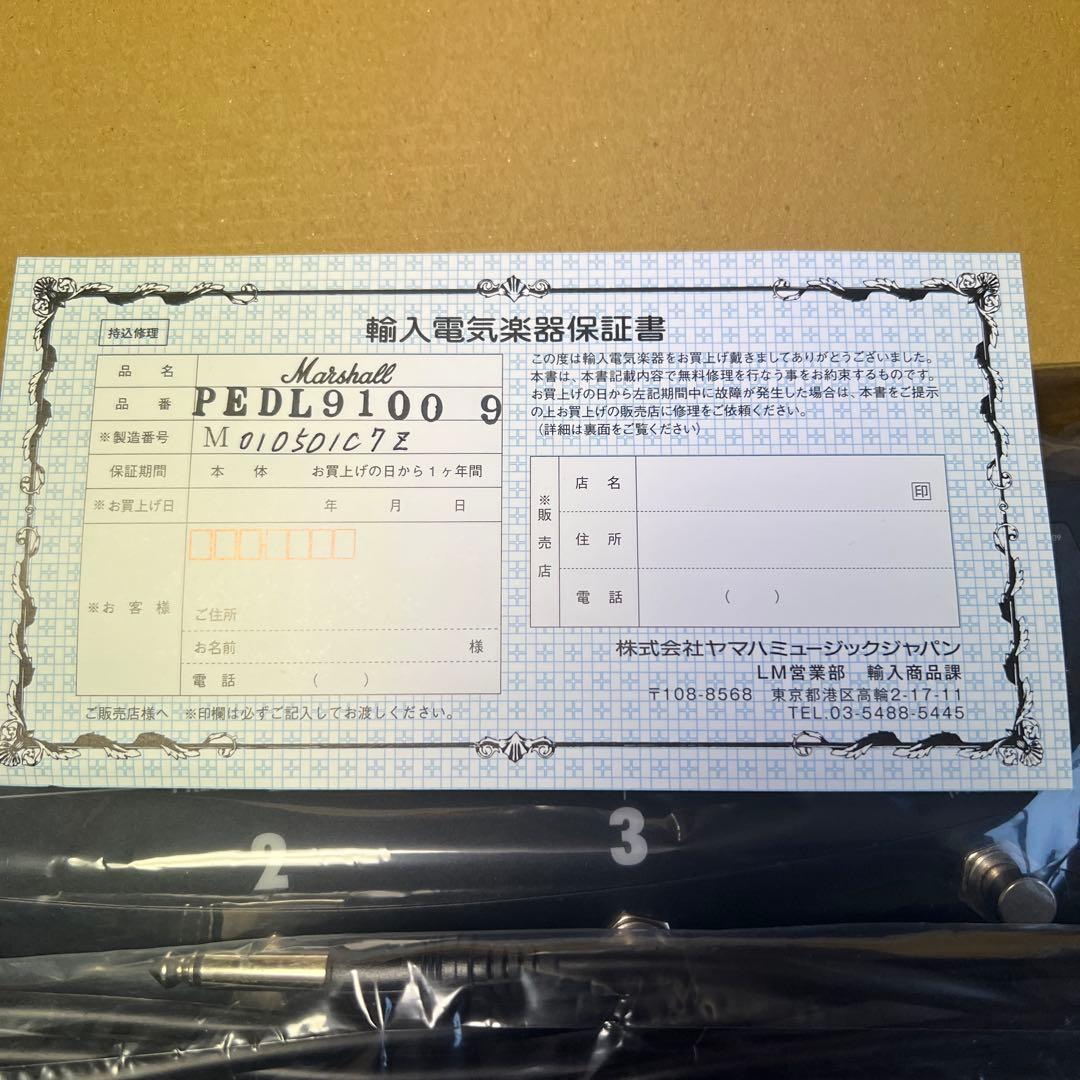 持込修理
輸入電気楽器保証書
品 名 Marshall
品 番 PEDL9100 9
※製造番号 M 010501C7Z
保証期間 本 体 お買上げの日から1ヶ年間
※お買上げ日 年 月 日
※お 客 様
ご住所
お名前 様
電 話 ( )
ご販売店様へ ※印欄は必ずご記入してお渡しください。
この度は輸入電気楽器をお買上げ戴きましてありがとうございました。
本書は、本書記載内容で無料修理を行なう事をお約束するものです。
お買上げの日から左記期間中に故障が発生した場合は、本書をご提示
の上お買上げの販売店に修理をご依頼ください。
(詳細は裏面をご覧ください)
※販売店
店 名 印
住 所
電 話 ( )
株式会社ヤマハミュージックジャパン
LM営業部 輸入商品課
〒108-8568 東京都港区高輪2-17-11
TEL.03-5488-5445
2
3